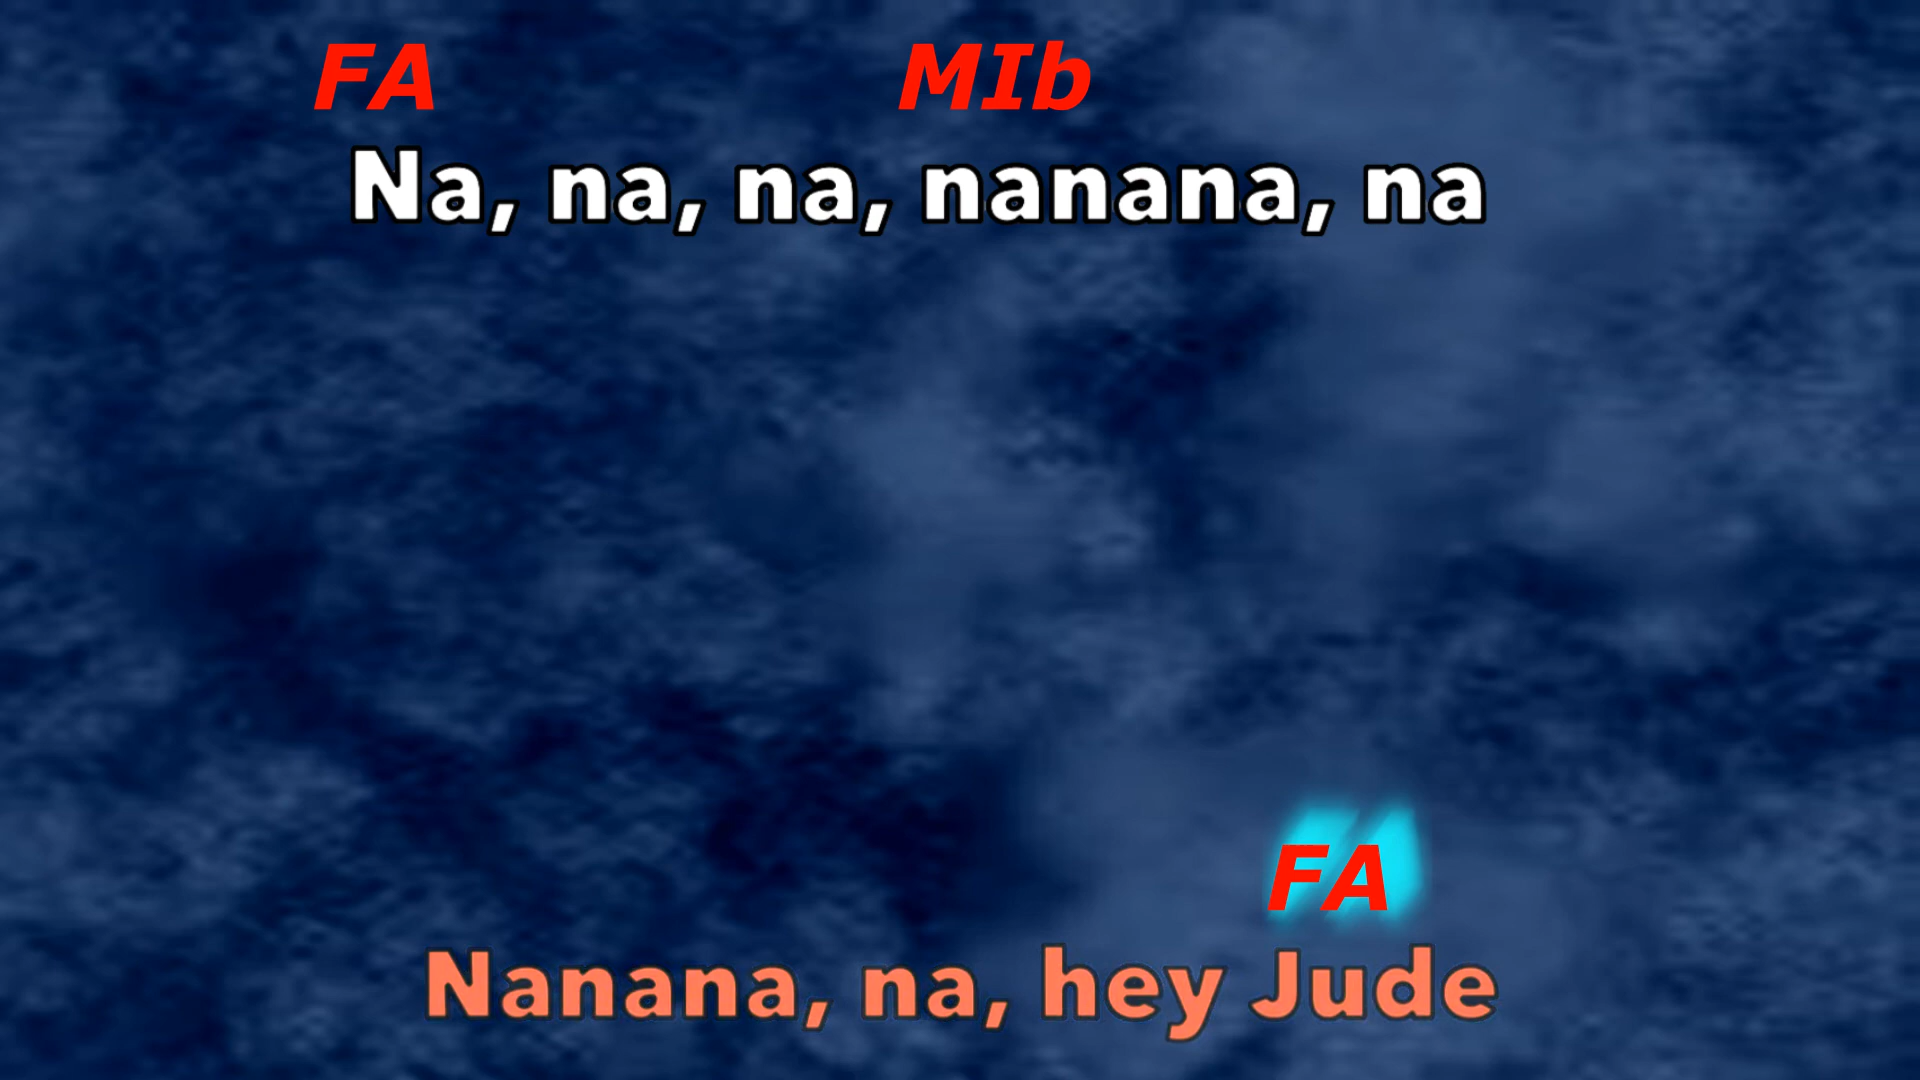 FA MIb
Na, na, na, nanana, na
FA
Nanana, na, hey Jude